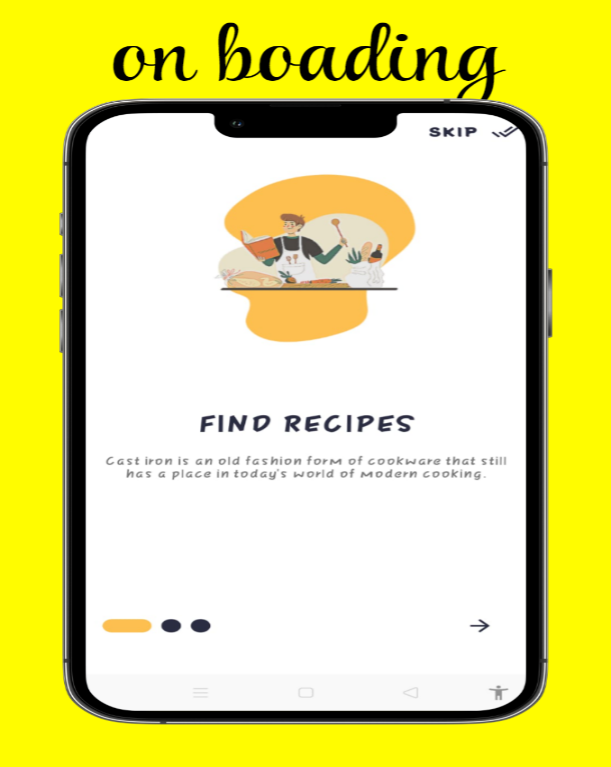 on boading
SKIP
FIND RECIPES
Cast iron is an old fashion form of cookware that still
has a place in today's world of modern cooking.